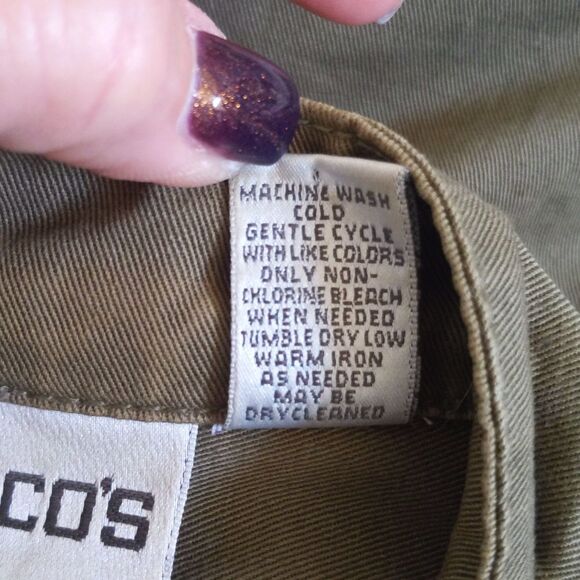 MACHINE WASH
COLD
GENTLE CYCLE
WITH LIKE COLORS
ONLY NON-
CHLORINE BLEACH
WHEN NEEDED
TUMBLE DRY LOW
WARM IRON
AS NEEDED
MAY BE
DRYCLEANED
CO'S